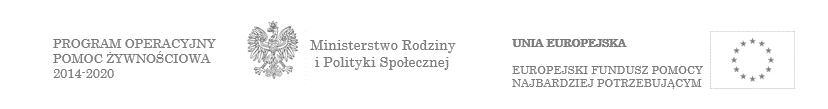 PROGRAM OPERACYJNY
POMOC ŻYWNOŚCIOWA
2014-2020
Ministerstwo Rodziny
i Polityki Społecznej
UNIA EUROPEJSKA
EUROPEJSKI FUNDUSZ POMOCY
NAJBARDZIEJ POTRZEBUJĄCYM